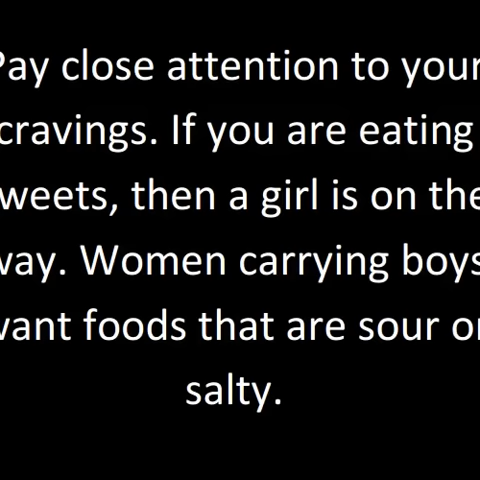 Pay close attention to your
cravings. If you are eating
weets, then a girl is on the
way. Women carrying boys
want foods that are sour or
salty.